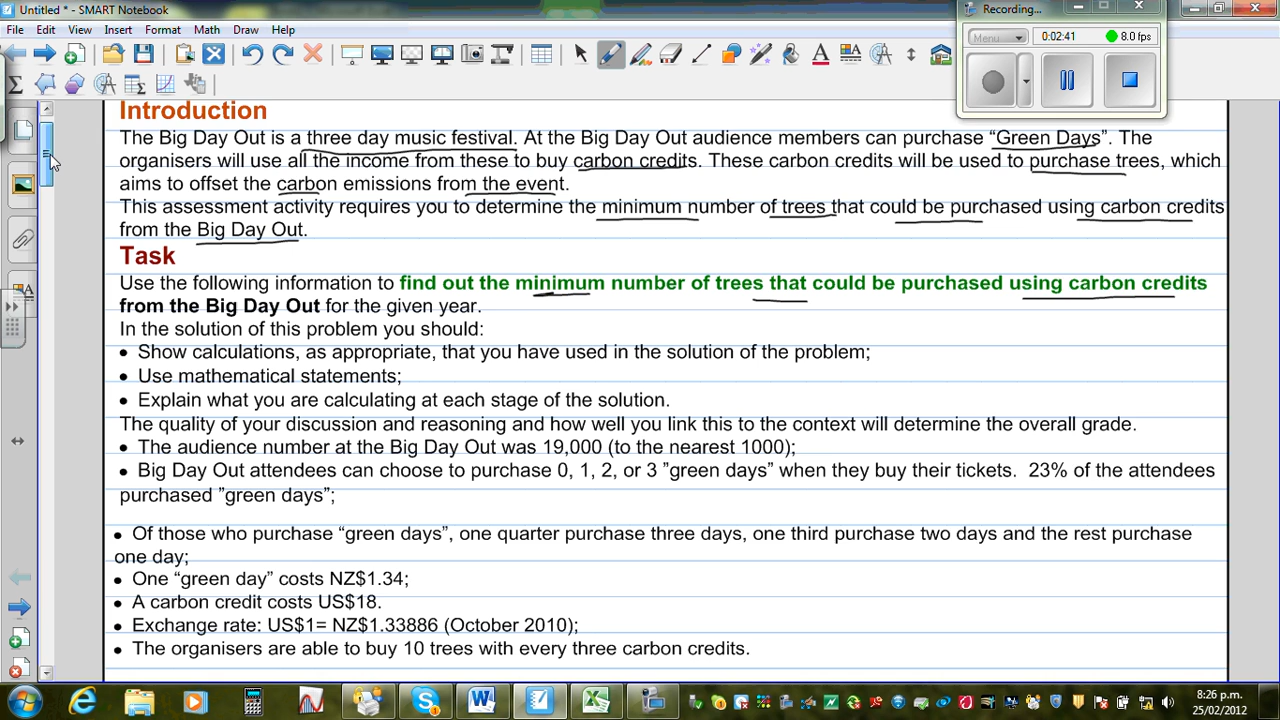 Untitled * - SMART Notebook
Recording...
File Edit View Insert Format Math Draw Help
Menu 0:02:41 8.0 fps
Introduction
The Big Day Out is a three day music festival. At the Big Day Out audience members can purchase “Green Days”. The
organisers will use all the income from these to buy carbon credits. These carbon credits will be used to purchase trees, which
aims to offset the carbon emissions from the event.
This assessment activity requires you to determine the minimum number of trees that could be purchased using carbon credits
from the Big Day Out.
Task
Use the following information to find out the minimum number of trees that could be purchased using carbon credits
from the Big Day Out for the given year.
In the solution of this problem you should:
• Show calculations, as appropriate, that you have used in the solution of the problem;
• Use mathematical statements;
• Explain what you are calculating at each stage of the solution.
The quality of your discussion and reasoning and how well you link this to the context will determine the overall grade.
• The audience number at the Big Day Out was 19,000 (to the nearest 1000);
• Big Day Out attendees can choose to purchase 0, 1, 2, or 3 ”green days” when they buy their tickets. 23% of the attendees
purchased ”green days”;
• Of those who purchase “green days”, one quarter purchase three days, one third purchase two days and the rest purchase
one day;
• One “green day” costs NZ$1.34;
• A carbon credit costs US$18.
• Exchange rate: US$1= NZ$1.33886 (October 2010);
• The organisers are able to buy 10 trees with every three carbon credits.
8:26 p.m.
25/02/2012